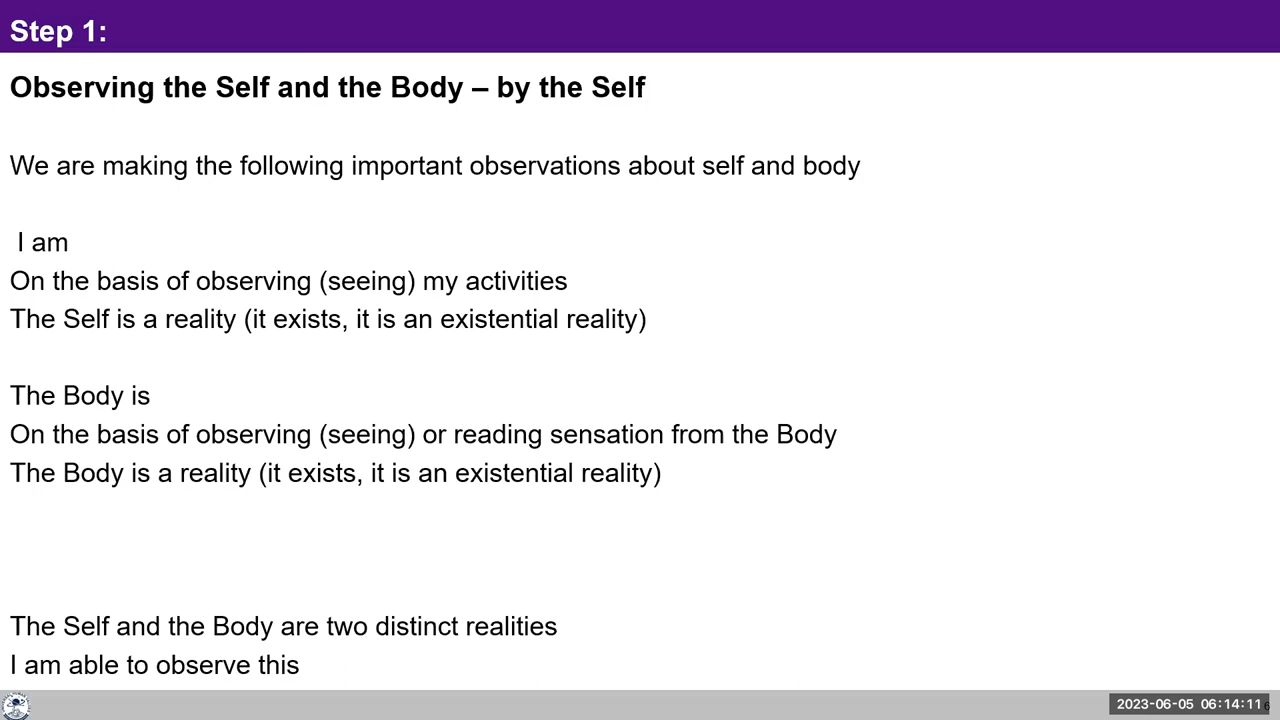 Step 1:
Observing the Self and the Body – by the Self
We are making the following important observations about self and body
I am
On the basis of observing (seeing) my activities
The Self is a reality (it exists, it is an existential reality)
The Body is
On the basis of observing (seeing) or reading sensation from the Body
The Body is a reality (it exists, it is an existential reality)
The Self and the Body are two distinct realities
I am able to observe this
2023-06-05 06:14:11
6